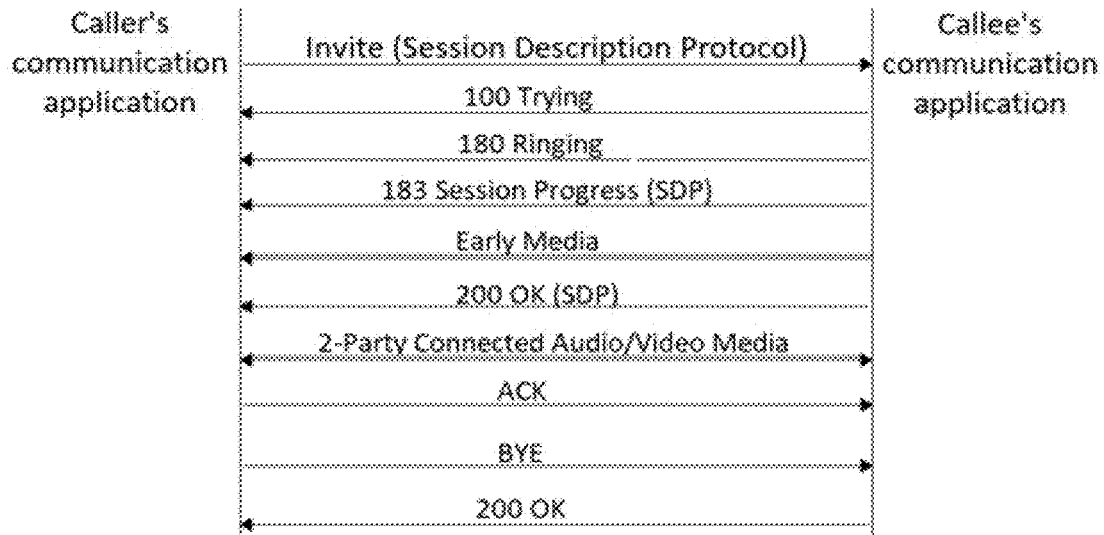 Caller's
communication
application
Callee's
communication
application
Invite (Session Description Protocol)
100 Trying
180 Ringing
183 Session Progress (SDP)
Early Media
200 OK (SDP)
2-Party Connected Audio/Video Media
ACK
BYE
200 OK